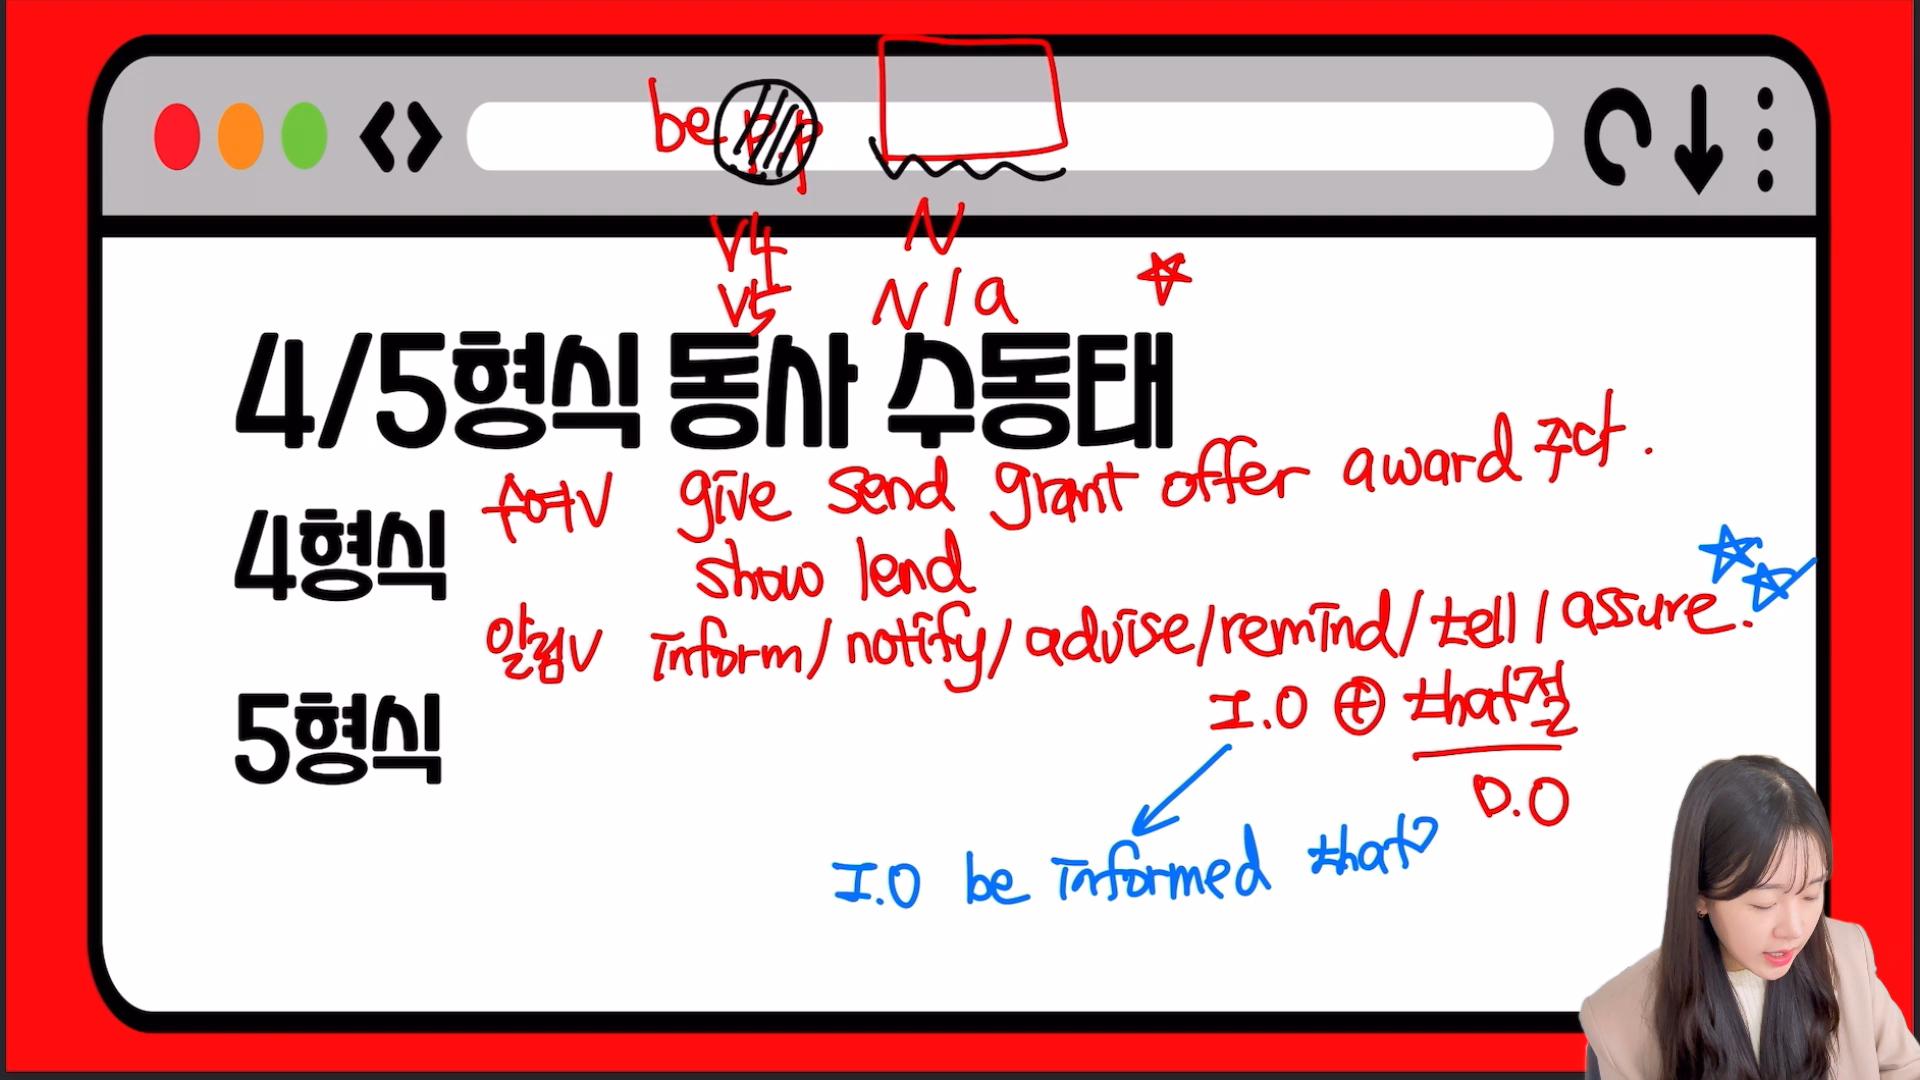 be p.p
V4 N
V5 N/a
4/5형식 동사 수동태
4형식 수여V give send grant offer award 주다.
show lend
알림V inform/notify/advise/remind/tell/assure.
I.O ⊕ that절
D.O
5형식
I.O be informed that